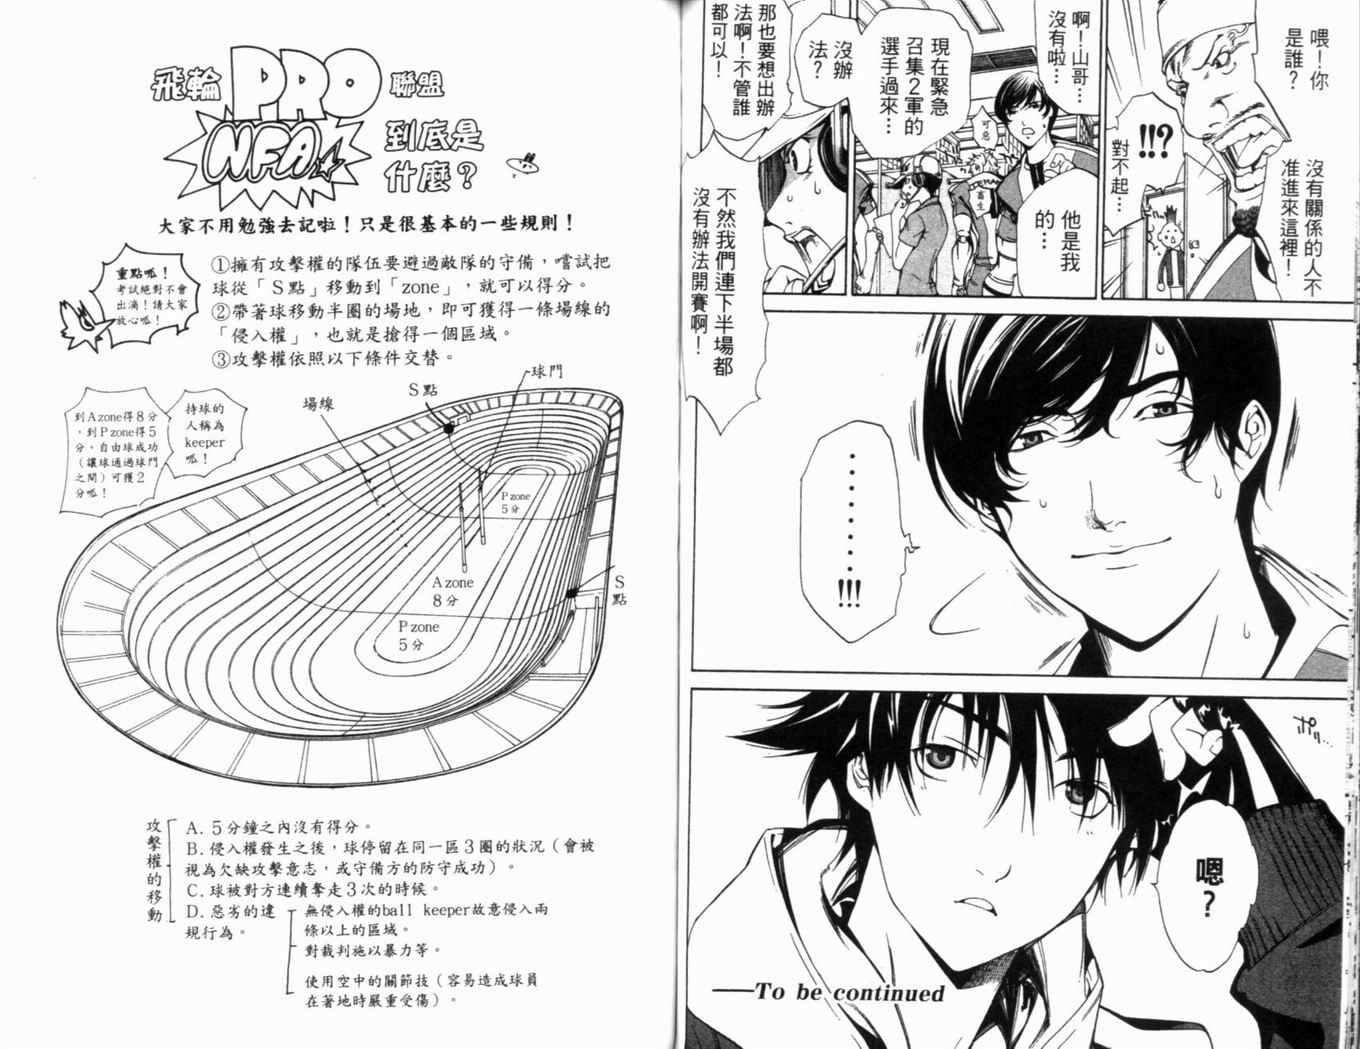 喂！你
是誰？
沒有關係的人不
准進來這裡！
!!?
對不起…
啊！山哥…
沒有啦…
他是我
的…
現在緊急
召集２軍的
選手過來…
可惡
畜生
沒辦
法？
那也要想出辦
法啊！不管誰
都可以！
不然我們連下半場都
沒有辦法開賽啊！
…………!!!
ポリ…
嗯？
—To be continued
飛輪 PRO 聯盟
NFA 到底是
什麼？
大家不用勉強去記啦！只是很基本的一些規則！
重點呱！
考試絕對不會
出滴！請大家
放心呱！
①擁有攻擊權的隊伍要避過敵隊的守備，嚐試把
球從「Ｓ點」移動到「zone」，就可以得分。
②帶著球移動半圈的場地，即可獲得一條場線的
「侵入權」，也就是搶得一個區域。
③攻擊權依照以下條件交替。
到Ａzone得８分
，到Ｐzone得５
分。自由球成功
（讓球通過球門
之間）可獲２
分呱！
持球的
人稱為
keeper
呱！
場線
Ｓ點
球門
P zone
5分
A zone
8分
P zone
5分
S
點
攻擊權的移動
A. ５分鐘之內沒有得分。
B. 侵入權發生之後，球停留在同一區３圈的狀況（會被
視為欠缺攻擊意志，或守備方的防守成功）。
C. 球被對方連續奪走３次的時候。
D. 惡劣的違
規行為。
無侵入權的ball keeper故意侵入兩
條以上的區域。
對裁判施以暴力等。
使用空中的關節技（容易造成球員
在著地時嚴重受傷）。